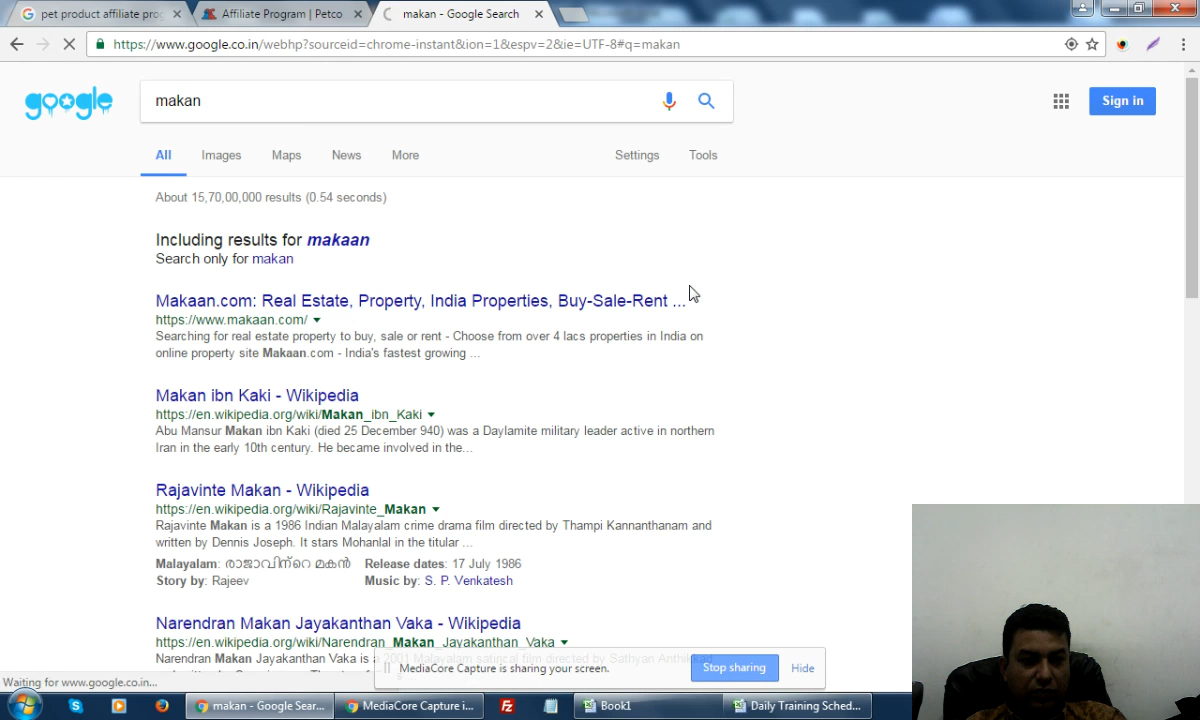 pet product affiliate pro
Affiliate Program | Petco
makan - Google Search
https://www.google.co.in/webhp?sourceid=chrome-instant&ion=1&espv=2&ie=UTF-8#q=makan
google
makan
Sign in
All Images Maps News More Settings Tools
About 15,70,00,000 results (0.54 seconds)
Including results for makaan
Search only for makan
Makaan.com: Real Estate, Property, India Properties, Buy-Sale-Rent ...
https://www.makaan.com/
Searching for real estate property to buy, sale or rent - Choose from over 4 lacs properties in India on
online property site Makaan.com - India's fastest growing ...
Makan ibn Kaki - Wikipedia
https://en.wikipedia.org/wiki/Makan_ibn_Kaki
Abu Mansur Makan ibn Kaki (died 25 December 940) was a Daylamite military leader active in northern
Iran in the early 10th century. He became involved in the...
Rajavinte Makan - Wikipedia
https://en.wikipedia.org/wiki/Rajavinte_Makan
Rajavinte Makan is a 1986 Indian Malayalam crime drama film directed by Thampi Kannanthanam and
written by Dennis Joseph. It stars Mohanlal in the titular ...
Malayalam: രാജാവിന്റെ മകൻ Release dates: 17 July 1986
Story by: Rajeev Music by: S. P. Venkatesh
Narendran Makan Jayakanthan Vaka - Wikipedia
https://en.wikipedia.org/wiki/Narendran_Makan_Jayakanthan_Vaka
Narendran Makan Jayakanthan Vaka is a 2001 Malayalam satirical film directed by Sathyan Anthikkad
MediaCore Capture is sharing your screen.
Stop sharing
Hide
Waiting for www.google.co.in...
makan - Google Sear...
MediaCore Capture i...
Book1
Daily Training Sched...